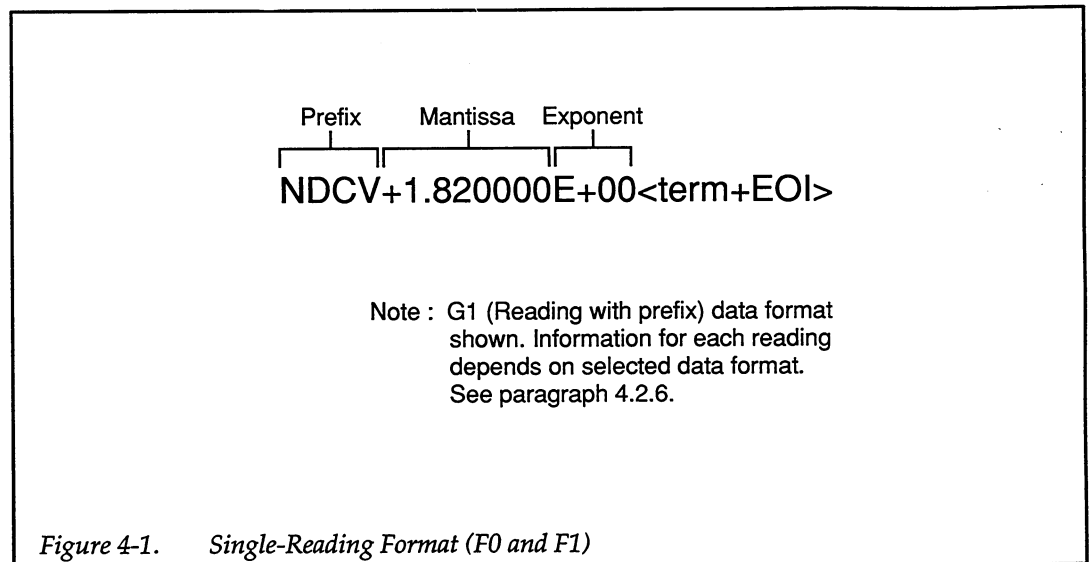 Prefix Mantissa Exponent
NDCV+1.820000E+00<term+EOI>
Note : G1 (Reading with prefix) data format
shown. Information for each reading
depends on selected data format.
See paragraph 4.2.6.
Figure 4-1. Single-Reading Format (F0 and F1)